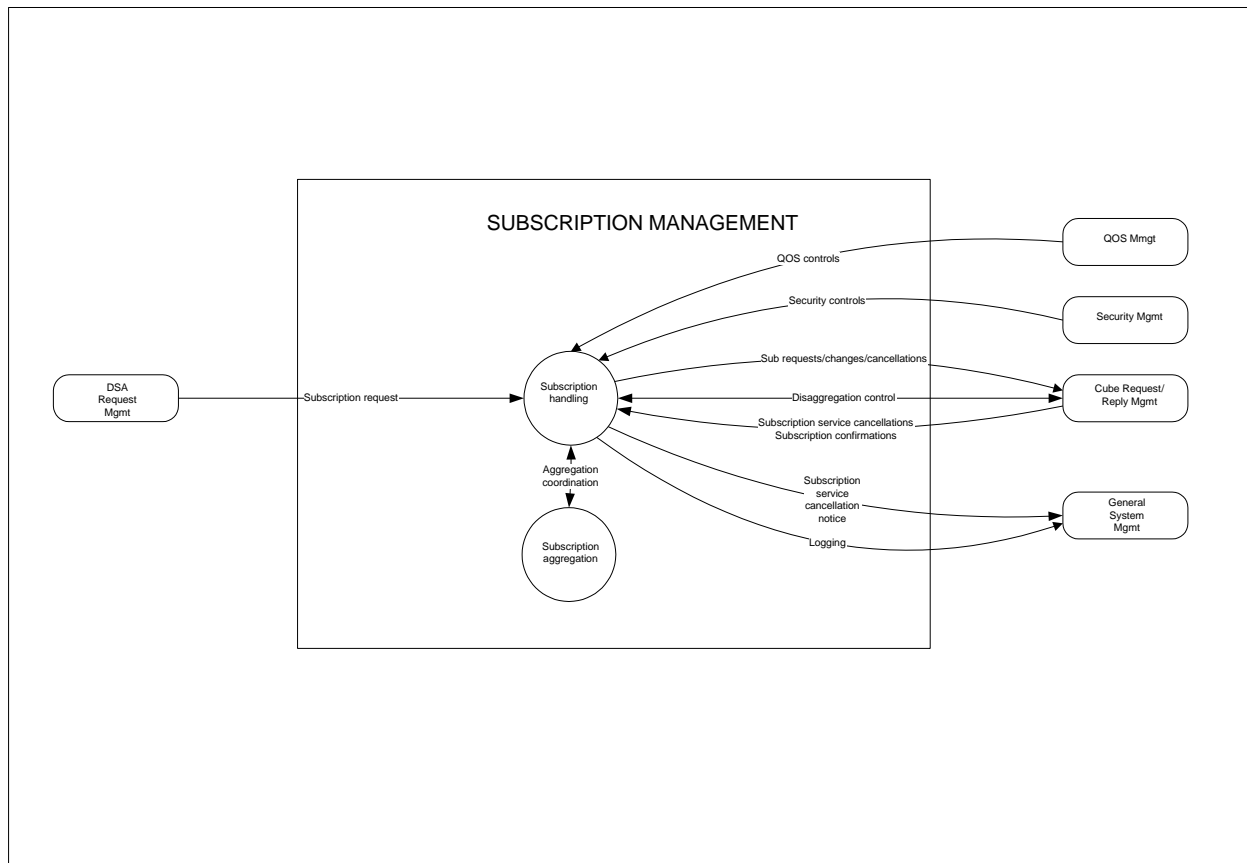 SUBSCRIPTION MANAGEMENT
QOS Mmgt
QOS controls
Security controls
Security Mgmt
Sub requests/changes/cancellations
DSA
Request
Mgmt
Subscription request
Subscription
handling
Disaggregation control
Cube Request/
Reply Mgmt
Subscription service cancellations
Subscription confirmations
Aggregation
coordination
Subscription
service
cancellation
notice
General
System
Mgmt
Logging
Subscription
aggregation